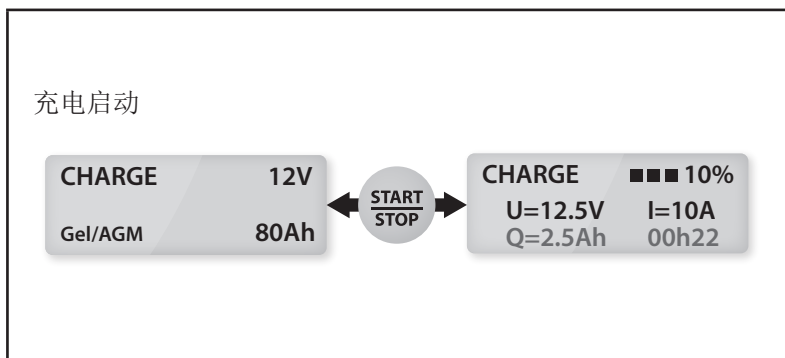 充电启动
CHARGE 12V
Gel/AGM 80Ah
START
STOP
CHARGE ■■■ 10%
U=12.5V I=10A
Q=2.5Ah 00h22